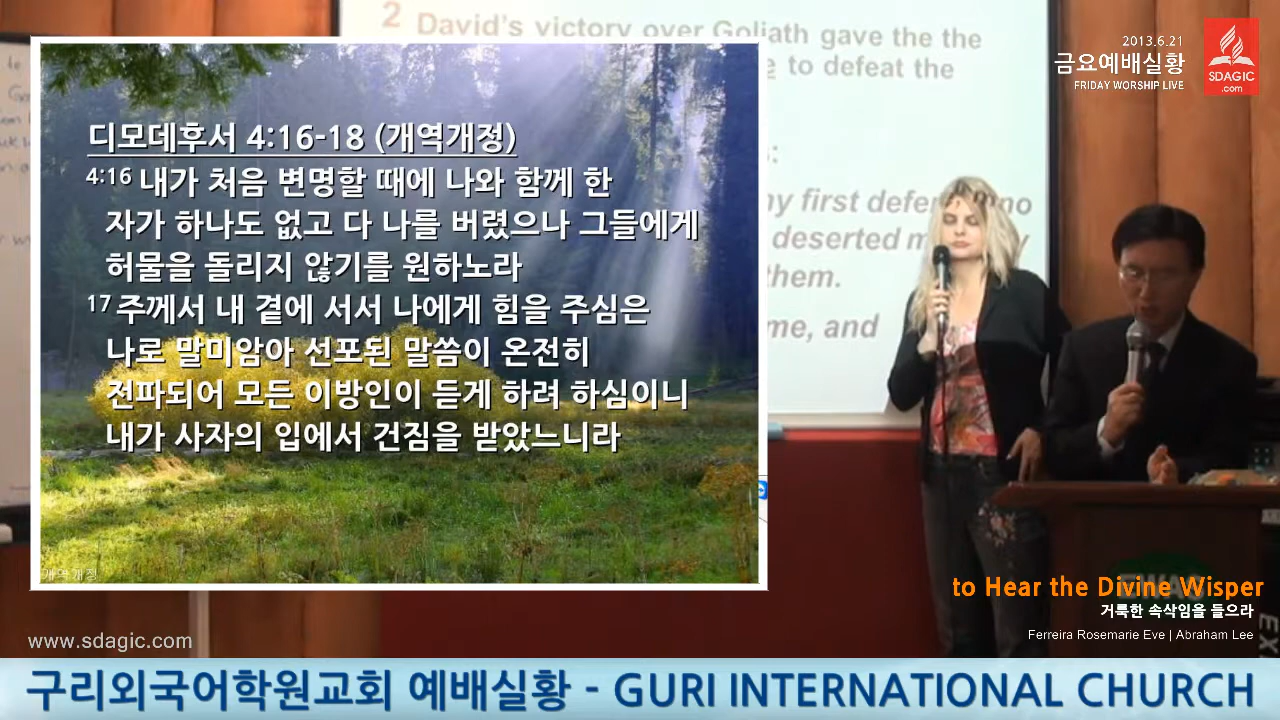 2 David's victory over Goliath gave the the
to defeat the
first
no
deserted
them.
me, and
2013.6.21
금요예배실황
FRIDAY WORSHIP LIVE
SDAGIC
.com
디모데후서 4:16-18 (개역개정)
4:16 내가 처음 변명할 때에 나와 함께 한
자가 하나도 없고 다 나를 버렸으나 그들에게
허물을 돌리지 않기를 원하노라
17 주께서 내 곁에 서서 나에게 힘을 주심은
나로 말미암아 선포된 말씀이 온전히
전파되어 모든 이방인이 듣게 하려 하심이니
내가 사자의 입에서 건짐을 받았느니라
개역개정
to Hear the Divine Wisper
거룩한 속삭임을 들으라
Ferreira Rosemarie Eve | Abraham Lee
www.sdagic.com
구리외국어학원교회 예배실황 - GURI INTERNATIONAL CHURCH